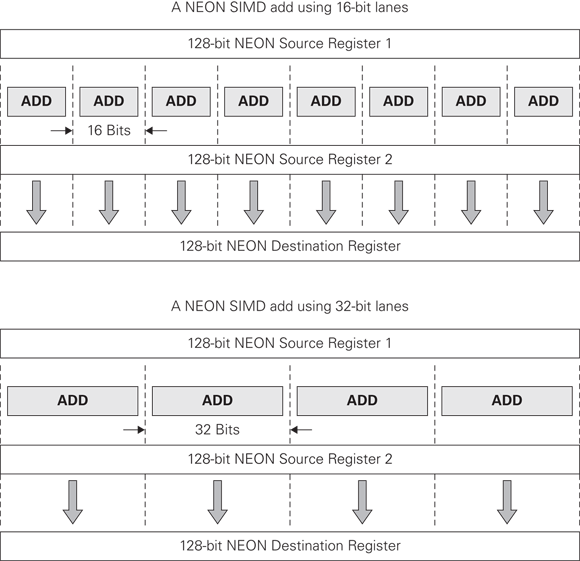 A NEON SIMD add using 16-bit lanes
128-bit NEON Source Register 1
ADD ADD ADD ADD ADD ADD ADD ADD
16 Bits
128-bit NEON Source Register 2
128-bit NEON Destination Register
A NEON SIMD add using 32-bit lanes
128-bit NEON Source Register 1
ADD ADD ADD ADD
32 Bits
128-bit NEON Source Register 2
128-bit NEON Destination Register